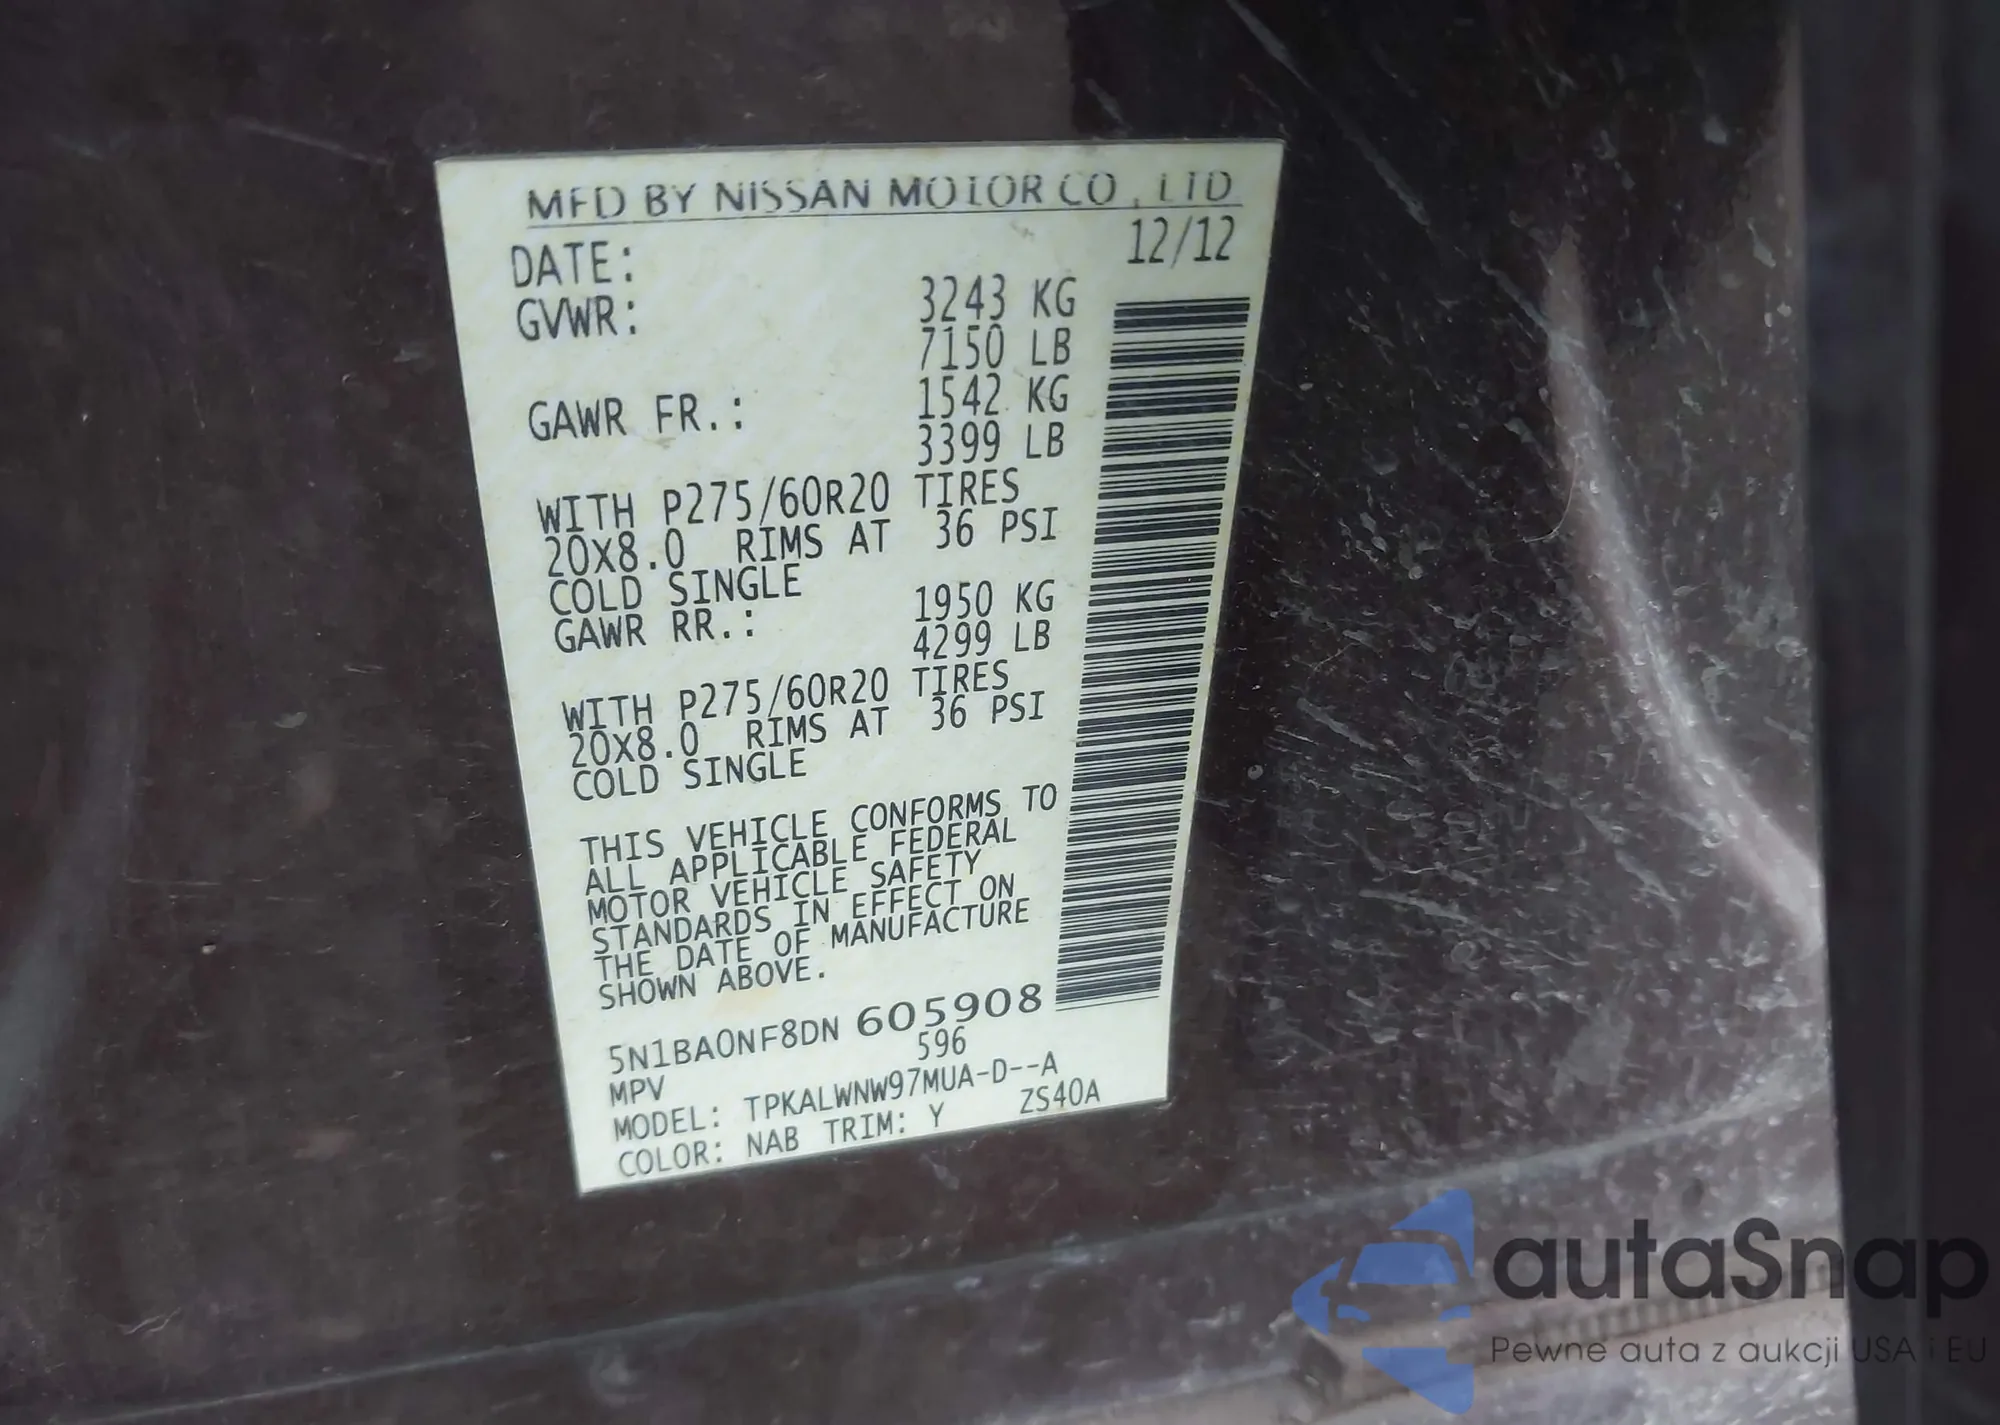 MFD BY NISSAN MOTOR CO., LTD
DATE: 12/12
GVWR: 3243 KG
7150 LB
GAWR FR.: 1542 KG
3399 LB
WITH P275/60R20 TIRES
20X8.0 RIMS AT 36 PSI
COLD SINGLE
GAWR RR.: 1950 KG
4299 LB
WITH P275/60R20 TIRES
20X8.0 RIMS AT 36 PSI
COLD SINGLE
THIS VEHICLE CONFORMS TO
ALL APPLICABLE FEDERAL
MOTOR VEHICLE SAFETY
STANDARDS IN EFFECT ON
THE DATE OF MANUFACTURE
SHOWN ABOVE.
5N1BA0NF8DN 605908
MPV 596
MODEL: TPKALWNW97MUA-D--A
COLOR: NAB TRIM: Y ZS40A
autaSnap
Pewne auta z aukcji USA i EU